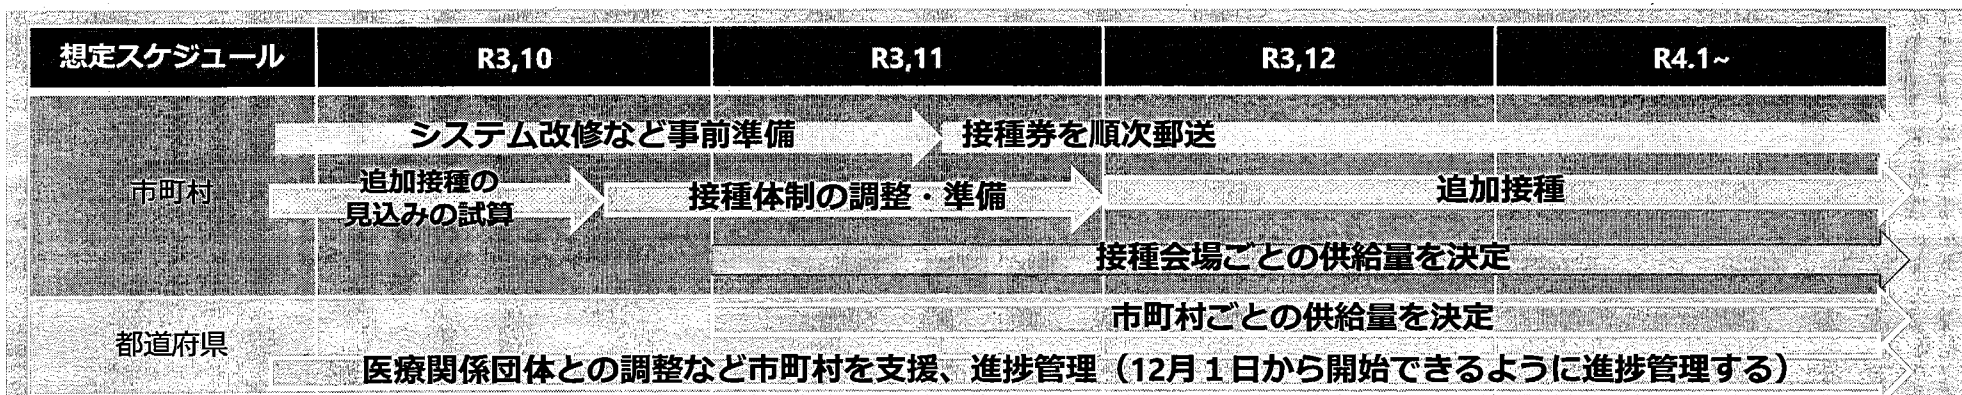 想定スケジュール R3,10 R3,11 R3,12 R4.1~
システム改修など事前準備 接種券を順次郵送
市町村
追加接種の
見込みの試算
接種体制の調整・準備
追加接種
接種会場ごとの供給量を決定
都道府県
市町村ごとの供給量を決定
医療関係団体との調整など市町村を支援、進捗管理（12月１日から開始できるように進捗管理する）